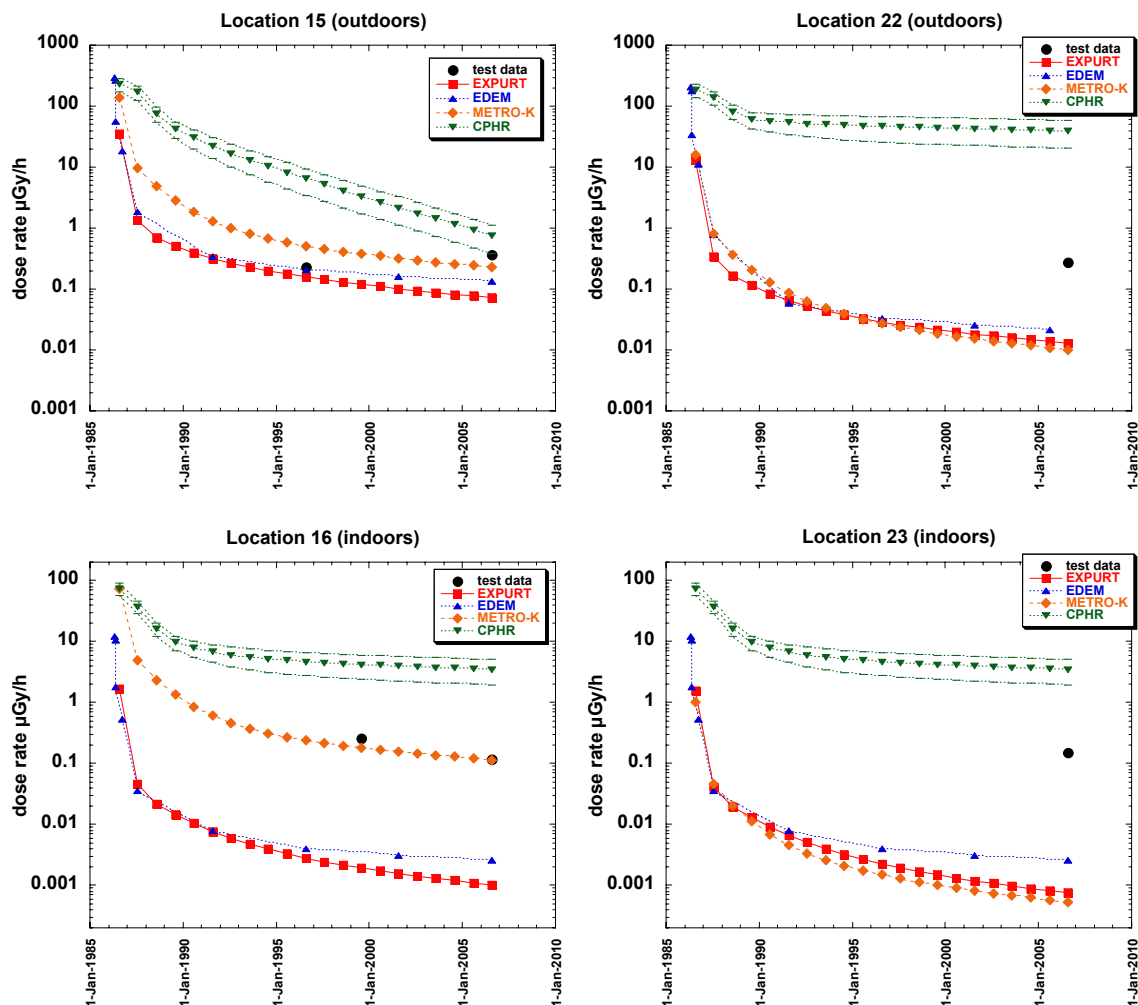 Location 15 (outdoors)
1000
100
10
1
0.1
0.01
0.001
dose rate µGy/h
test data
EXPURT
EDEM
METRO-K
CPHR
1-Jan-1985
1-Jan-1990
1-Jan-1995
1-Jan-2000
1-Jan-2005
1-Jan-2010
Location 22 (outdoors)
1000
100
10
1
0.1
0.01
0.001
dose rate µGy/h
test data
EXPURT
EDEM
METRO-K
CPHR
1-Jan-1985
1-Jan-1990
1-Jan-1995
1-Jan-2000
1-Jan-2005
1-Jan-2010
Location 16 (indoors)
100
10
1
0.1
0.01
0.001
dose rate µGy/h
test data
EXPURT
EDEM
METRO-K
CPHR
1-Jan-1985
1-Jan-1990
1-Jan-1995
1-Jan-2000
1-Jan-2005
1-Jan-2010
Location 23 (indoors)
100
10
1
0.1
0.01
0.001
dose rate µGy/h
test data
EXPURT
EDEM
METRO-K
CPHR
1-Jan-1985
1-Jan-1990
1-Jan-1995
1-Jan-2000
1-Jan-2005
1-Jan-2010